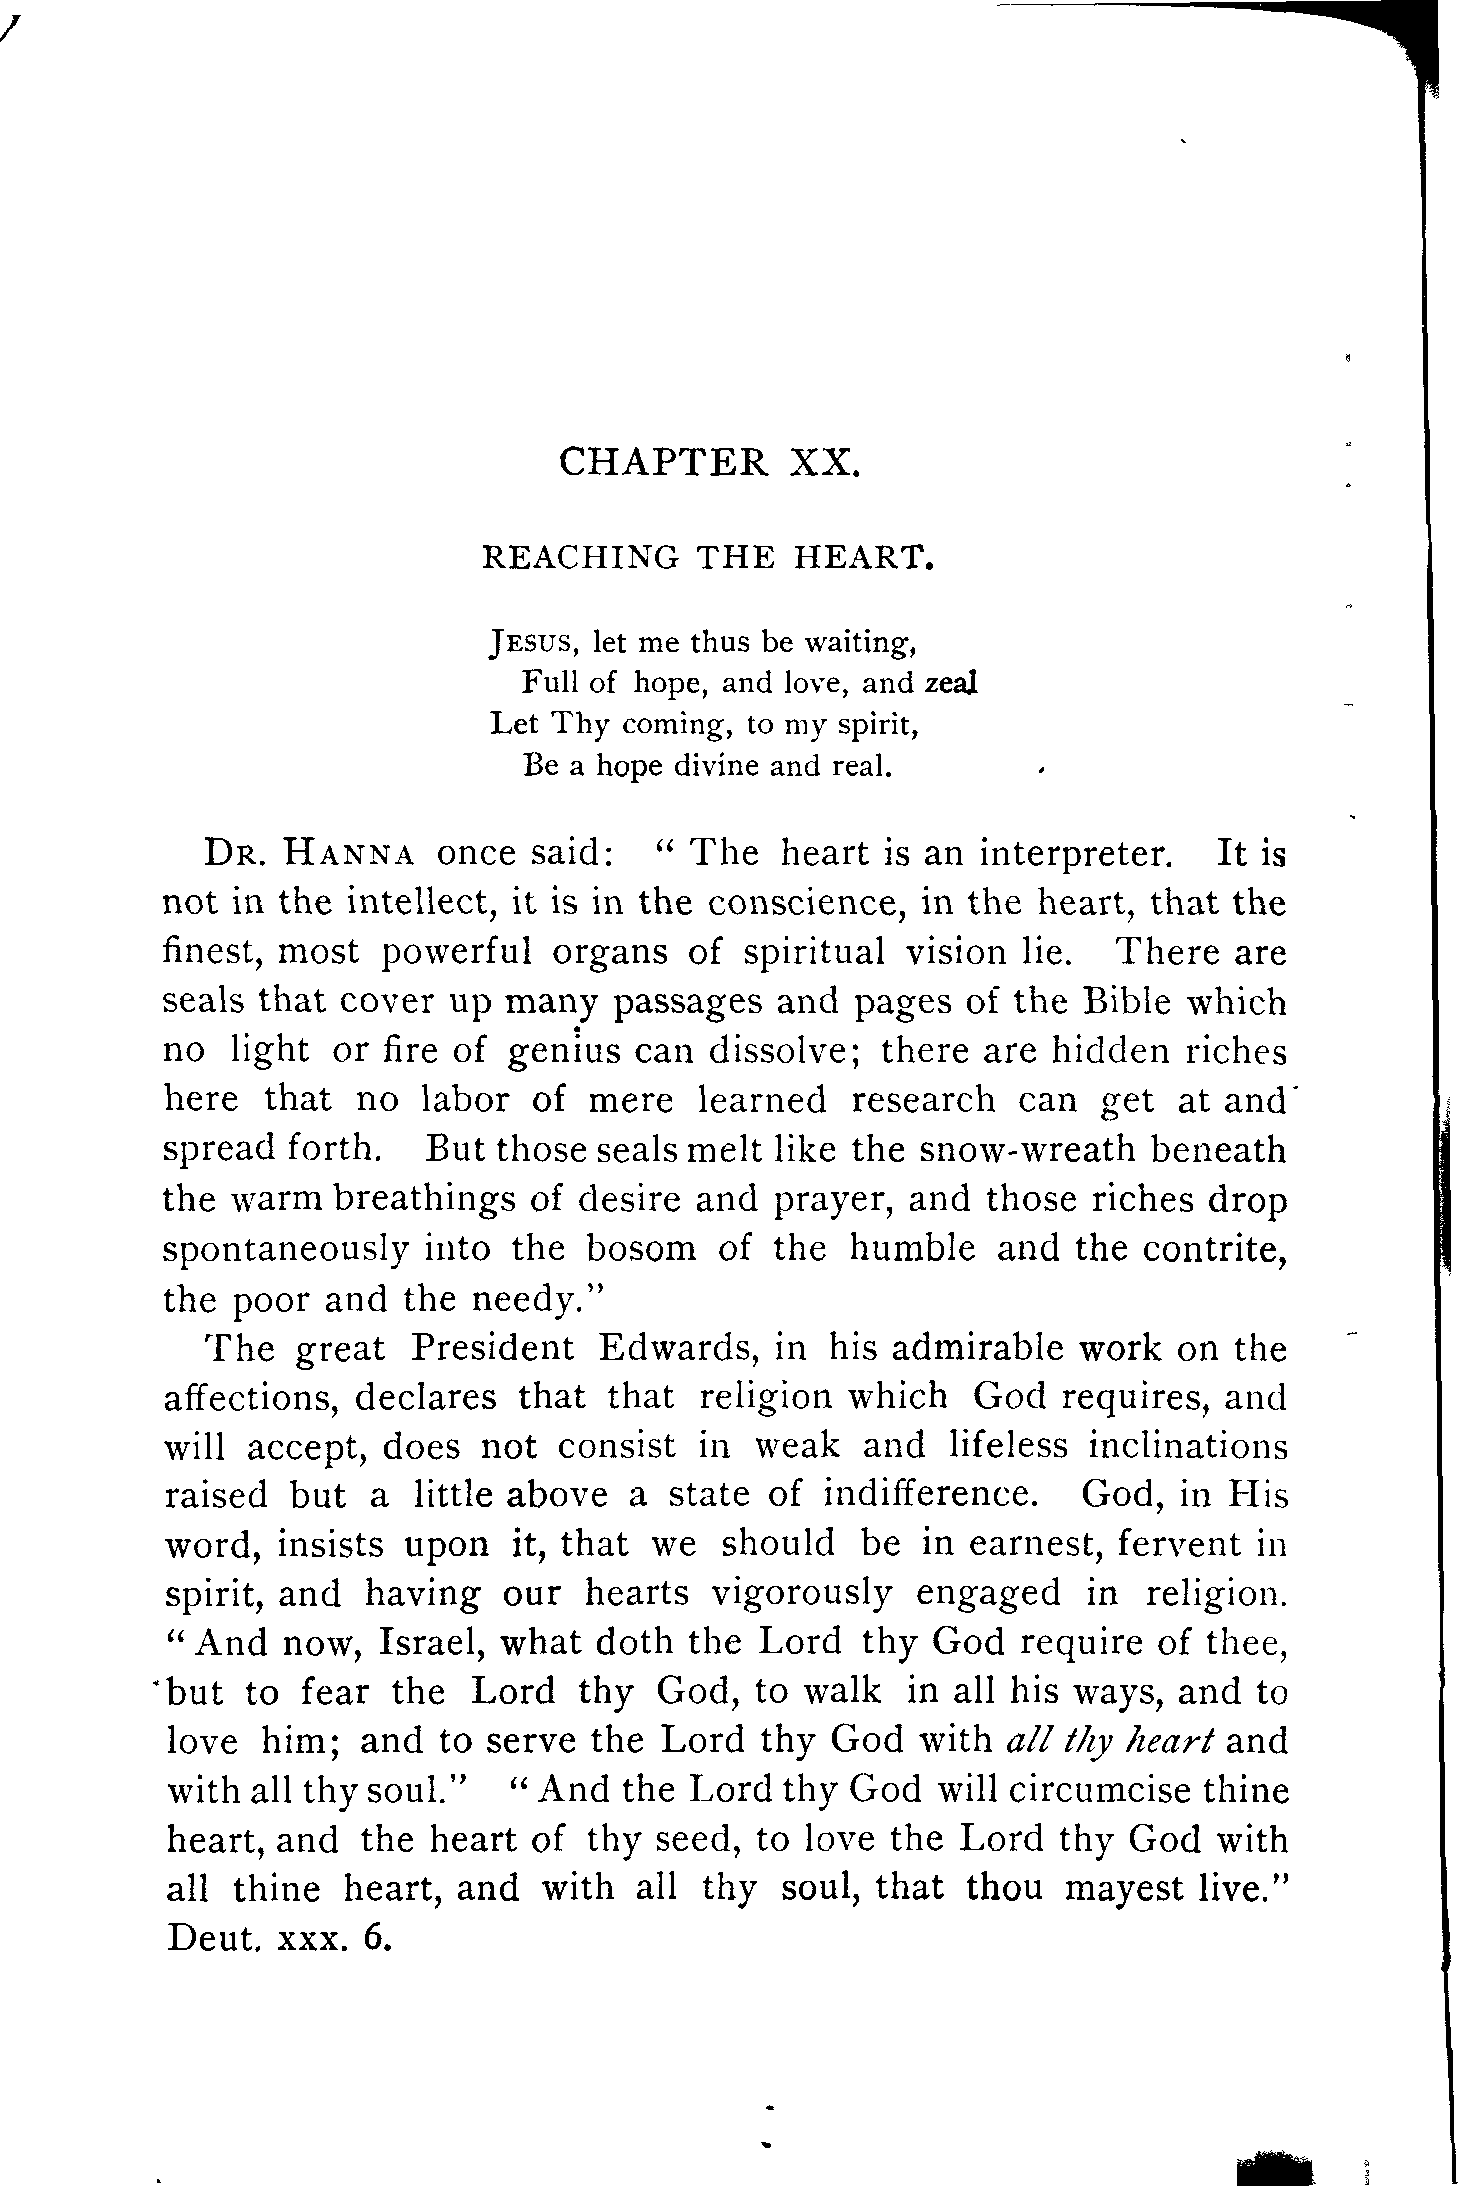 CHAPTER XX.
REACHING THE HEART.
JESUS, let me thus be waiting,
Full of hope, and love, and zeal
Let Thy coming, to my spirit,
Be a hope divine and real.
DR. HANNA once said: " The heart is an interpreter. It is
not in the intellect, it is in the conscience, in the heart, that the
finest, most powerful organs of spiritual vision lie. There are
seals that cover up many passages and pages of the Bible which
no light or fire of genius can dissolve; there are hidden riches
here that no labor of mere learned research can get at and
spread forth. But those seals melt like the snow-wreath beneath
the warm breathings of desire and prayer, and those riches drop
spontaneously into the bosom of the humble and the contrite,
the poor and the needy."
The great President Edwards, in his admirable work on the
affections, declares that that religion which God requires, and
will accept, does not consist in weak and lifeless inclinations
raised but a little above a state of indifference. God, in His
word, insists upon it, that we should be in earnest, fervent in
spirit, and having our hearts vigorously engaged in religion.
" And now, Israel, what doth the Lord thy God require of thee,
but to fear the Lord thy God, to walk in all his ways, and to
love him; and to serve the Lord thy God with all thy heart and
with all thy soul." " And the Lord thy God will circumcise thine
heart, and the heart of thy seed, to love the Lord thy God with
all thine heart, and with all thy soul, that thou mayest live."
Deut. xxx. 6.